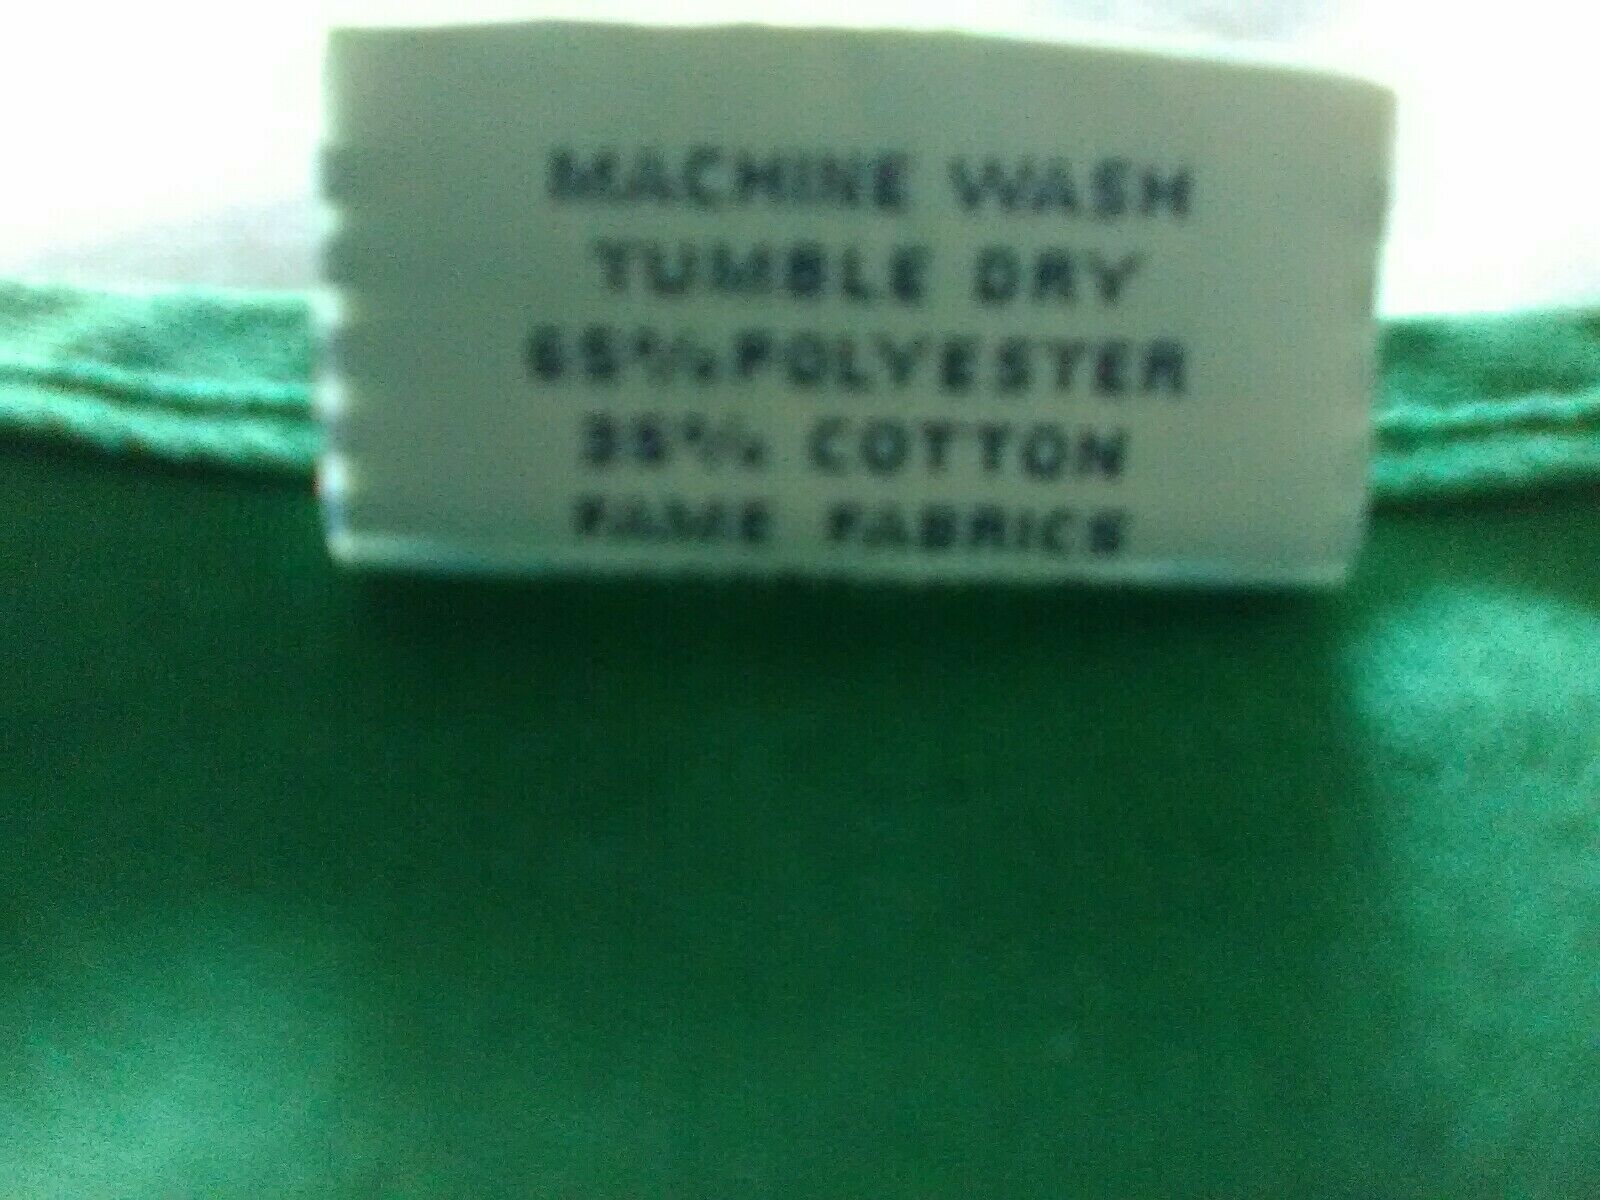 MACHINE WASH
TUMBLE DRY
65% POLYESTER
35% COTTON
FAME FABRICS